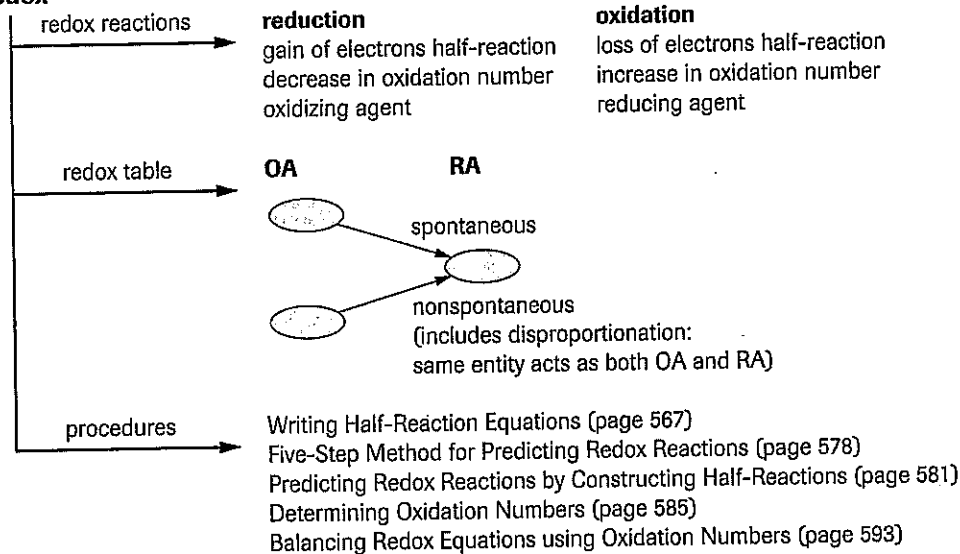 redox reactions
reduction
gain of electrons half-reaction
decrease in oxidation number
oxidizing agent
oxidation
loss of electrons half-reaction
increase in oxidation number
reducing agent
redox table
OA
RA
spontaneous
nonspontaneous
(includes disproportionation:
same entity acts as both OA and RA)
procedures
Writing Half-Reaction Equations (page 567)
Five-Step Method for Predicting Redox Reactions (page 578)
Predicting Redox Reactions by Constructing Half-Reactions (page 581)
Determining Oxidation Numbers (page 585)
Balancing Redox Equations using Oxidation Numbers (page 593)